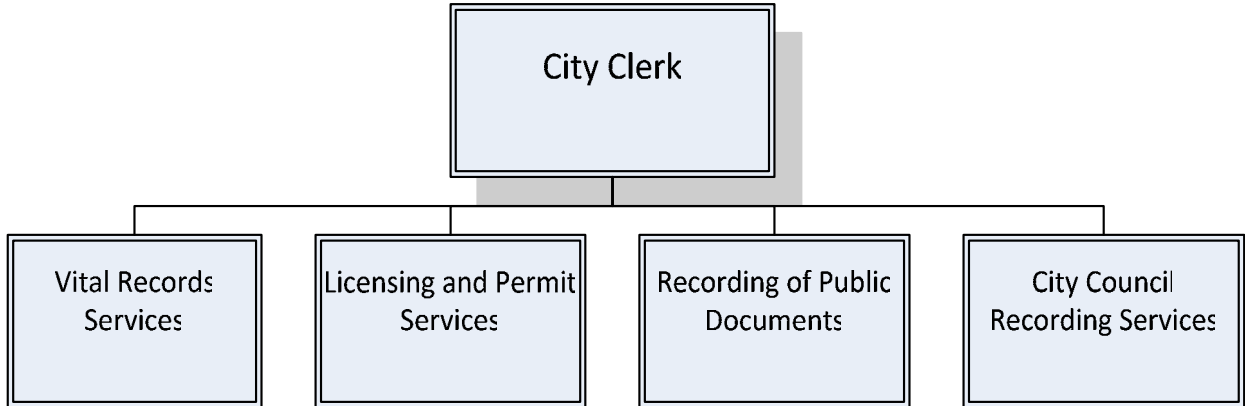 City Clerk
Vital Records
Services
Licensing and Permit
Services
Recording of Public
Documents
City Council
Recording Services